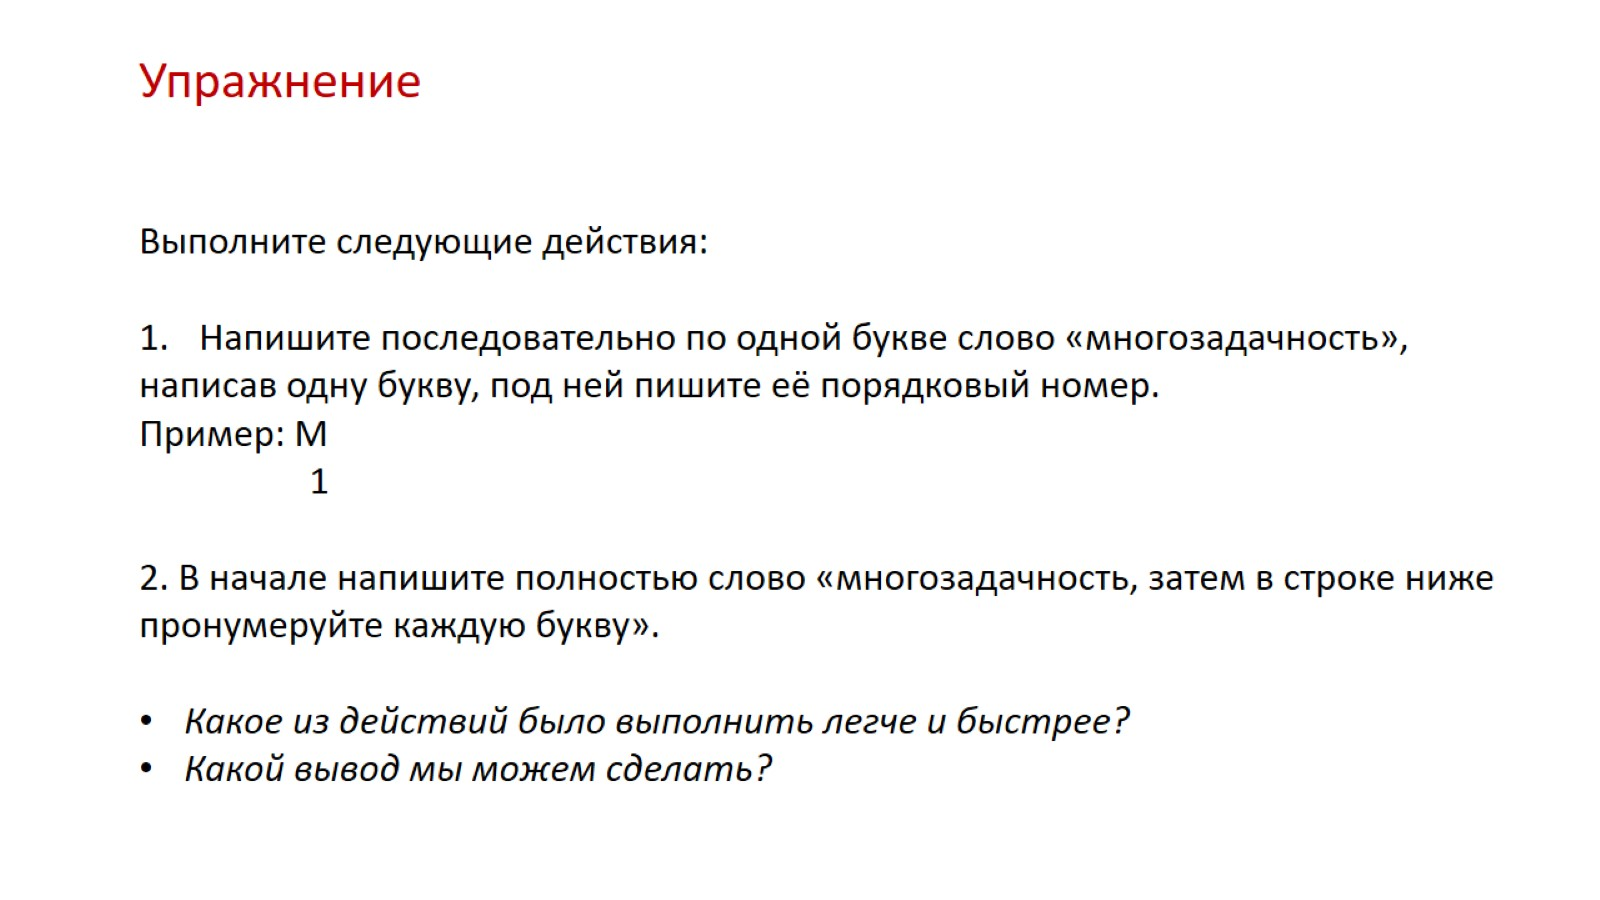 Упражнение
Выполните следующие действия:
1. Напишите последовательно по одной букве слово «многозадачность»,
написав одну букву, под ней пишите её порядковый номер.
Пример: М
1
2. В начале напишите полностью слово «многозадачность, затем в строке ниже
пронумеруйте каждую букву».
• Какое из действий было выполнить легче и быстрее?
• Какой вывод мы можем сделать?